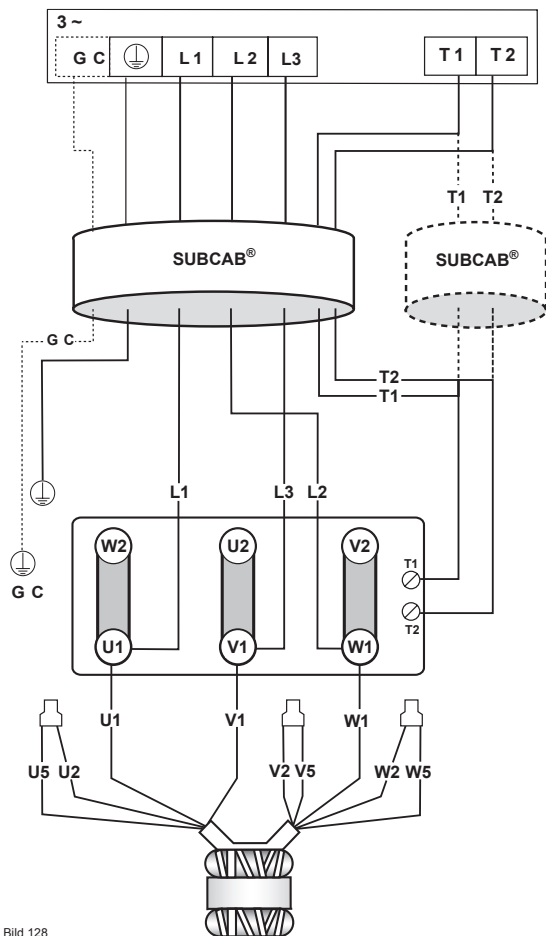 3 ~
G C L 1 L 2 L3 T 1 T 2
T1 T2
SUBCAB® SUBCAB®
G C
T2
T1
L1 L3 L2
W2 U2 V2
T1
G C
T2
U1 V1 W1
U1 V1 W1
U5 U2 V2 V5 W2 W5
Bild 128